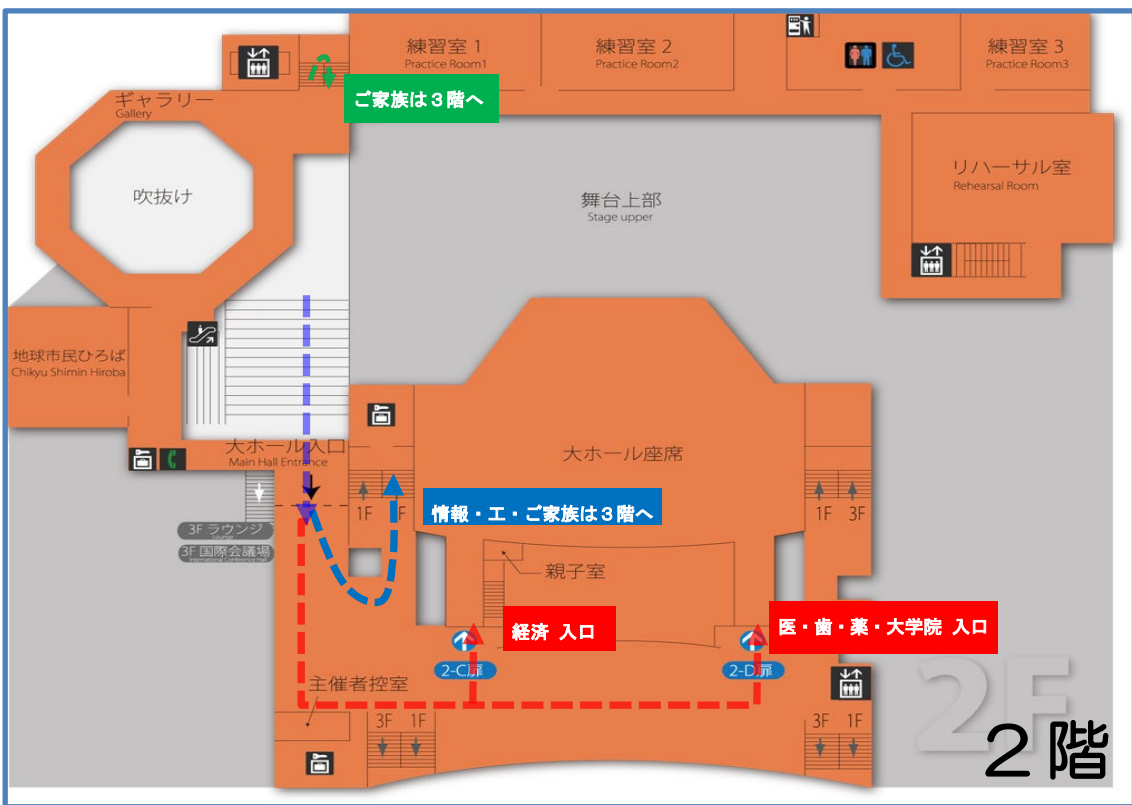 練習室 1
Practice Room1
練習室 2
Practice Room2
練習室 3
Practice Room3
ご家族は3階へ
ギャラリー
Gallery
吹抜け
舞台上部
Stage upper
リハーサル室
Rehearsal Room
地球市民ひろば
Chikyu Shimin Hiroba
大ホール入口
Main Hall Entrance
大ホール座席
1F
情報・工・ご家族は3階へ
1F 3F
3F ラウンジ
Lounge
3F 国際会議場
International Conference Hall
親子室
経済 入口
医・歯・薬・大学院 入口
2-C扉
2-D扉
主催者控室
3F 1F
3F 1F
2F
2階